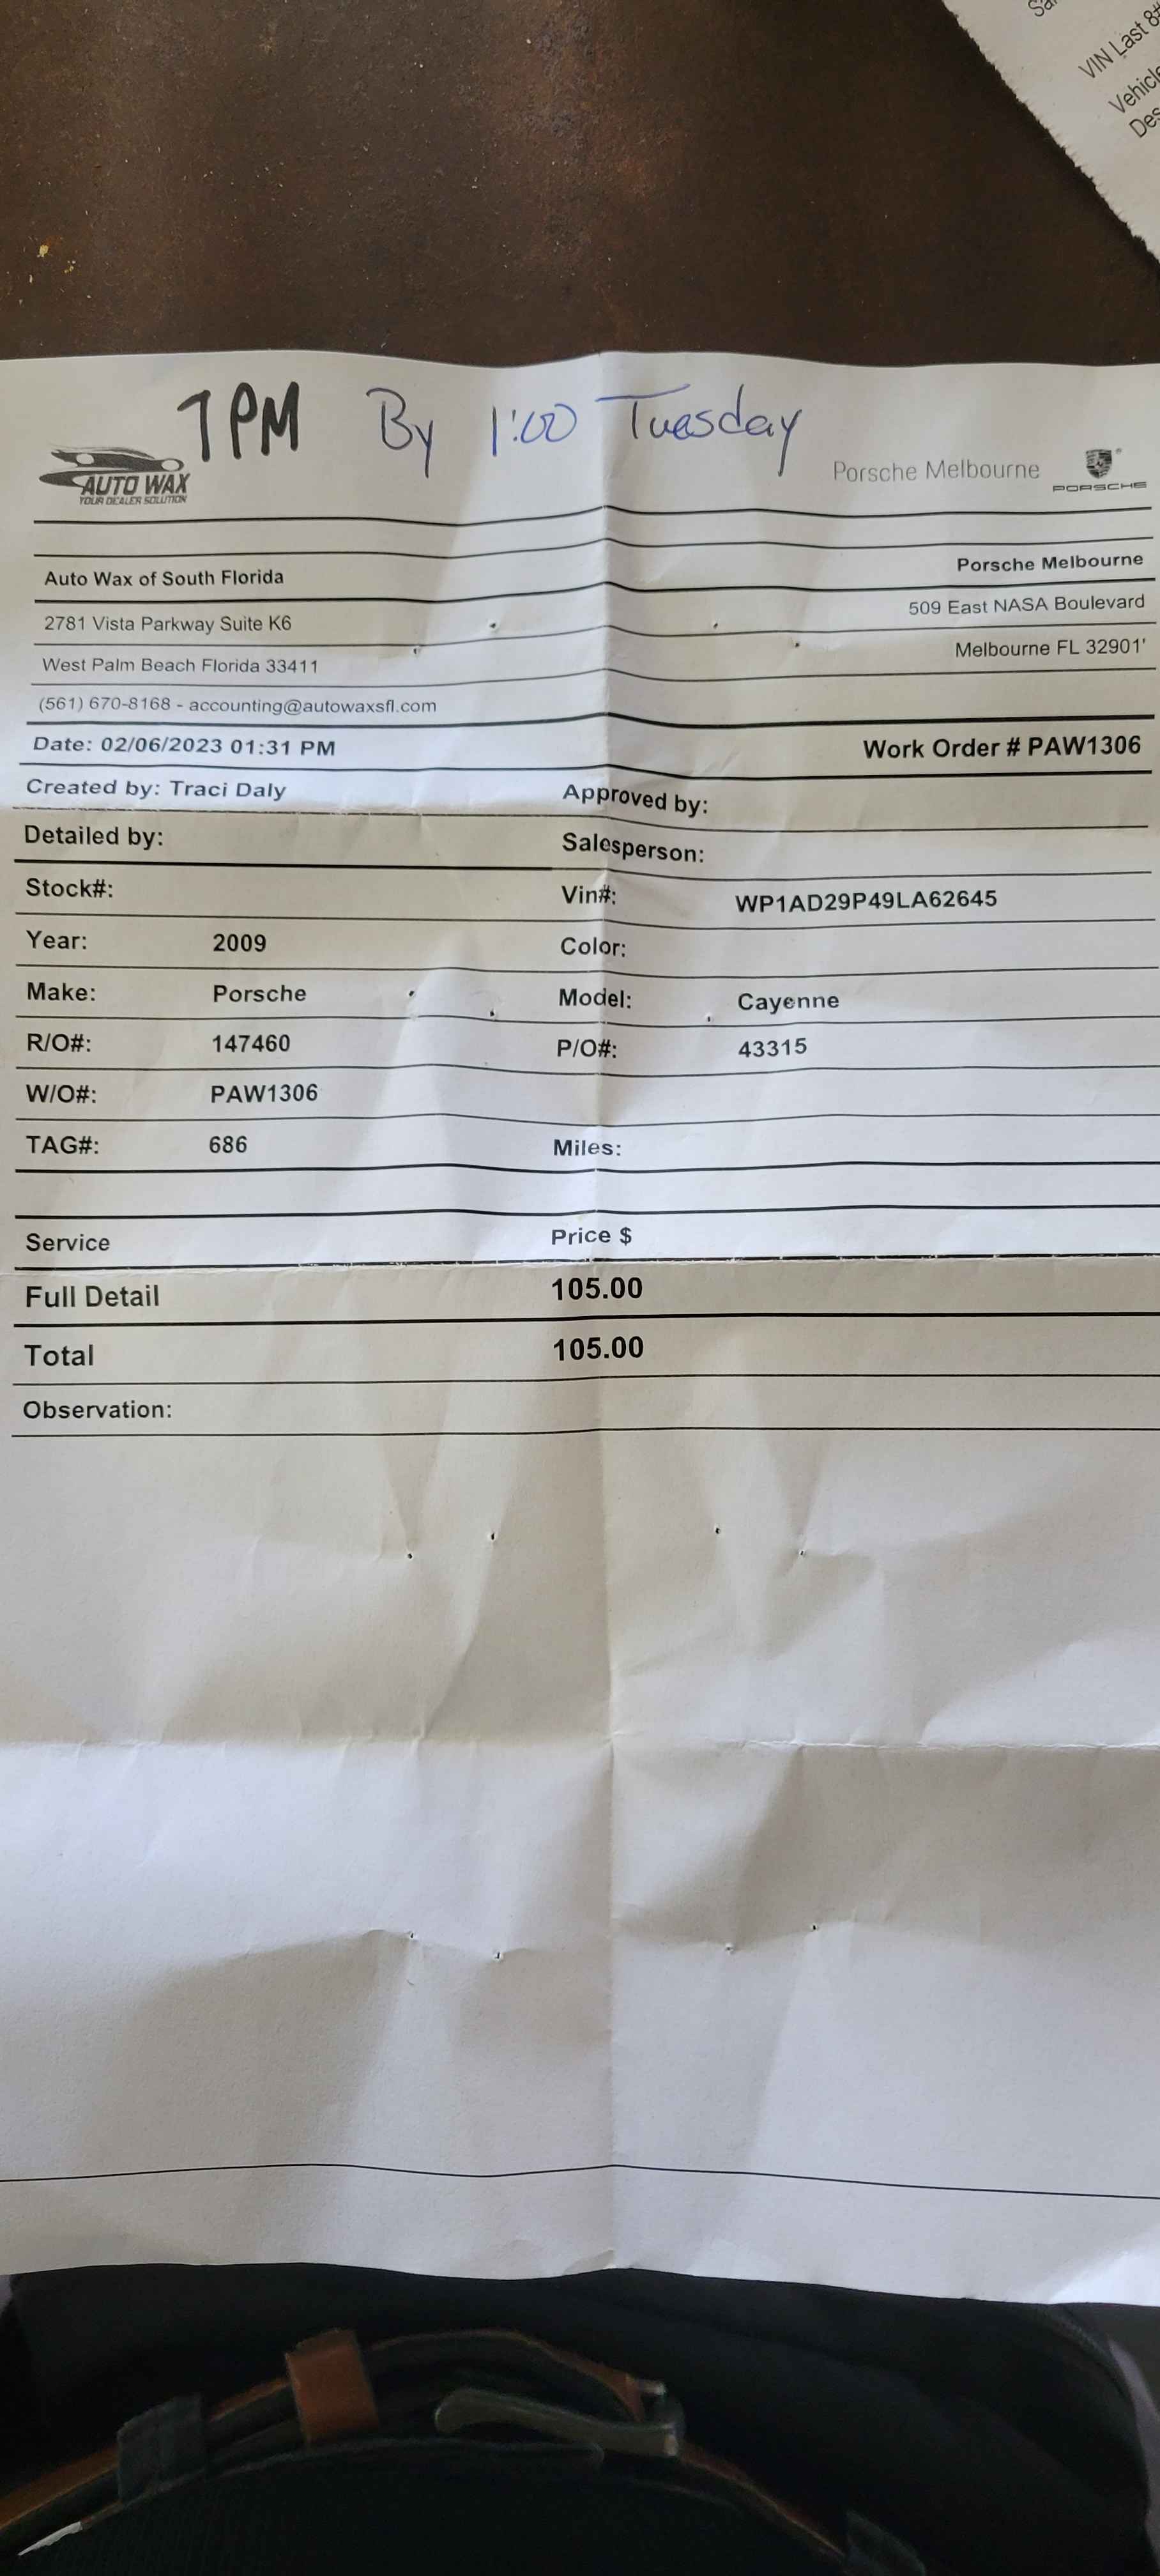 Sa
VIN Last 8#
Vehicle
Des
1 PM By 1:00 Tuesday
AUTO WAX
YOUR DEALER SOLUTION
Porsche Melbourne
PORSCHE
Auto Wax of South Florida
Porsche Melbourne
2781 Vista Parkway Suite K6
509 East NASA Boulevard
West Palm Beach Florida 33411
Melbourne FL 32901'
(561) 670-8168 - accounting@autowaxsfl.com
Date: 02/06/2023 01:31 PM
Work Order # PAW1306
Created by: Traci Daly
Approved by:
Detailed by:
Salesperson:
Stock#:
Vin#: WP1AD29P49LA62645
Year: 2009
Color:
Make: Porsche
Model: Cayenne
R/O#: 147460
P/O#: 43315
W/O#: PAW1306
TAG#: 686
Miles:
Service Price $
Full Detail 105.00
Total 105.00
Observation: